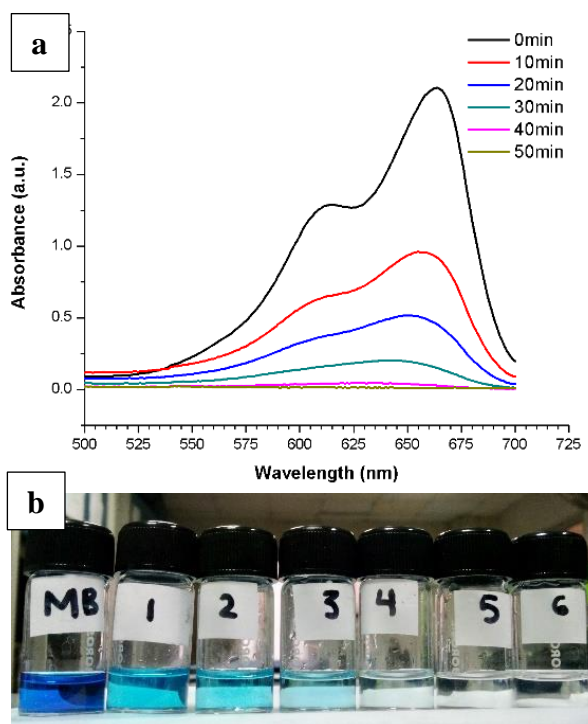 a
0min
10min
20min
30min
40min
50min
2.0
1.5
1.0
0.5
0.0
Absorbance (a.u.)
500 525 550 575 600 625 650 675 700 725
Wavelength (nm)
b
MB 1 2 3 4 5 6